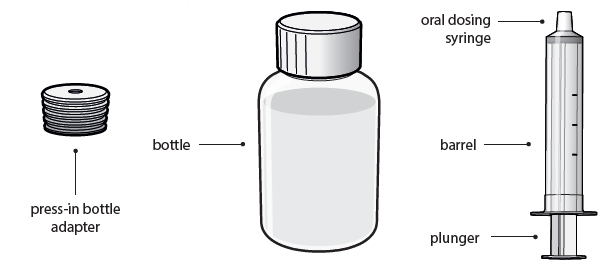 press-in bottle
adapter
bottle
oral dosing
syringe
barrel
plunger